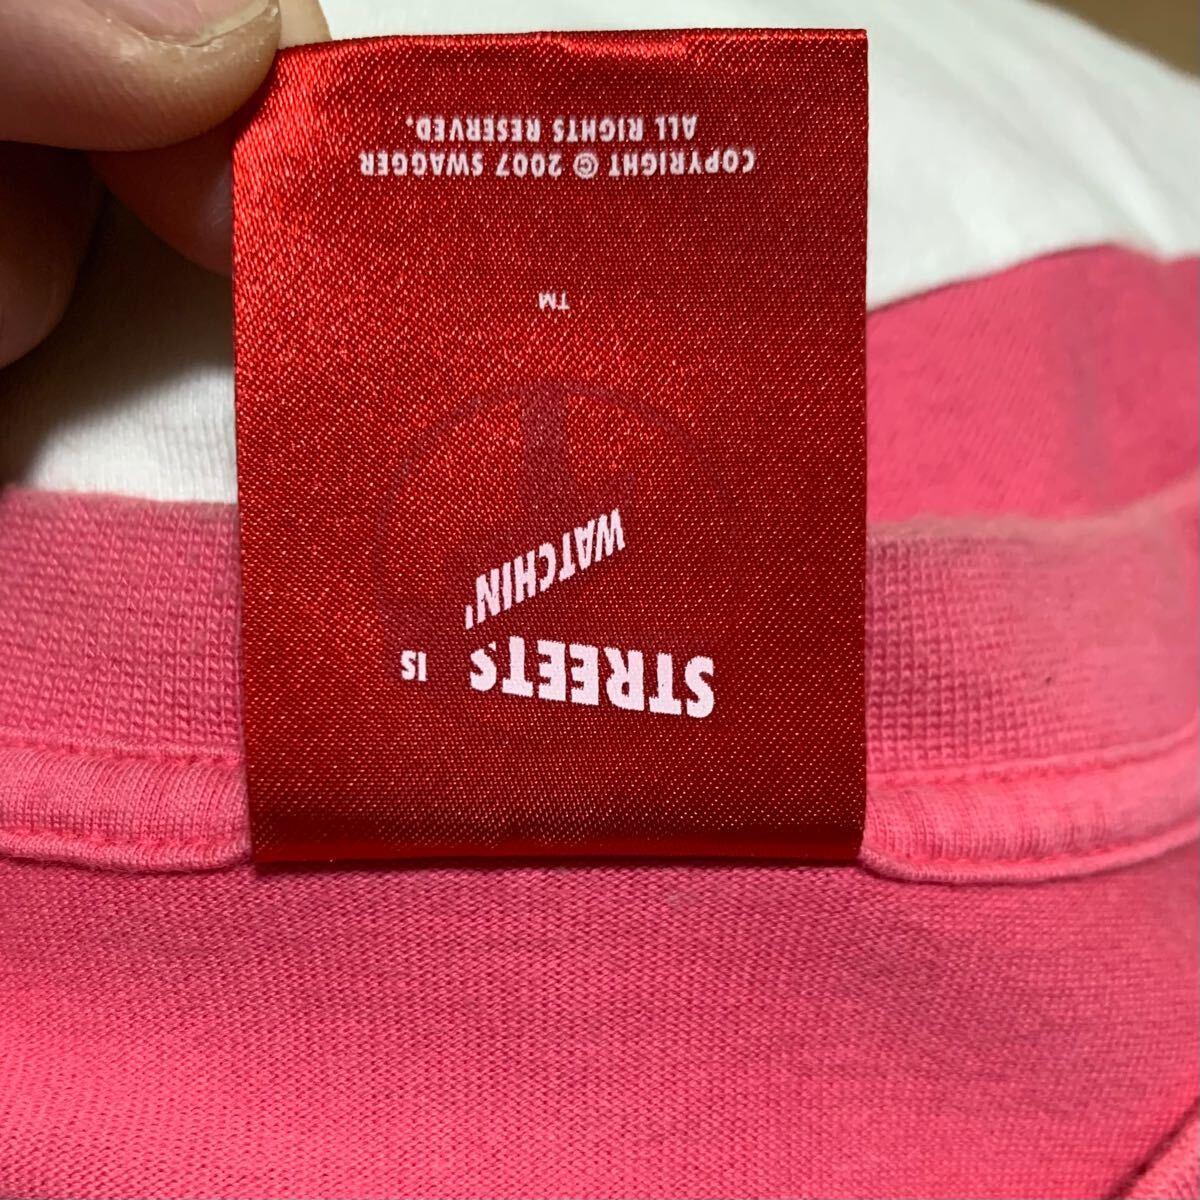 STREETS IS
WATCHIN'
TM
COPYRIGHT © 2007 SWAGGER
ALL RIGHTS RESERVED.